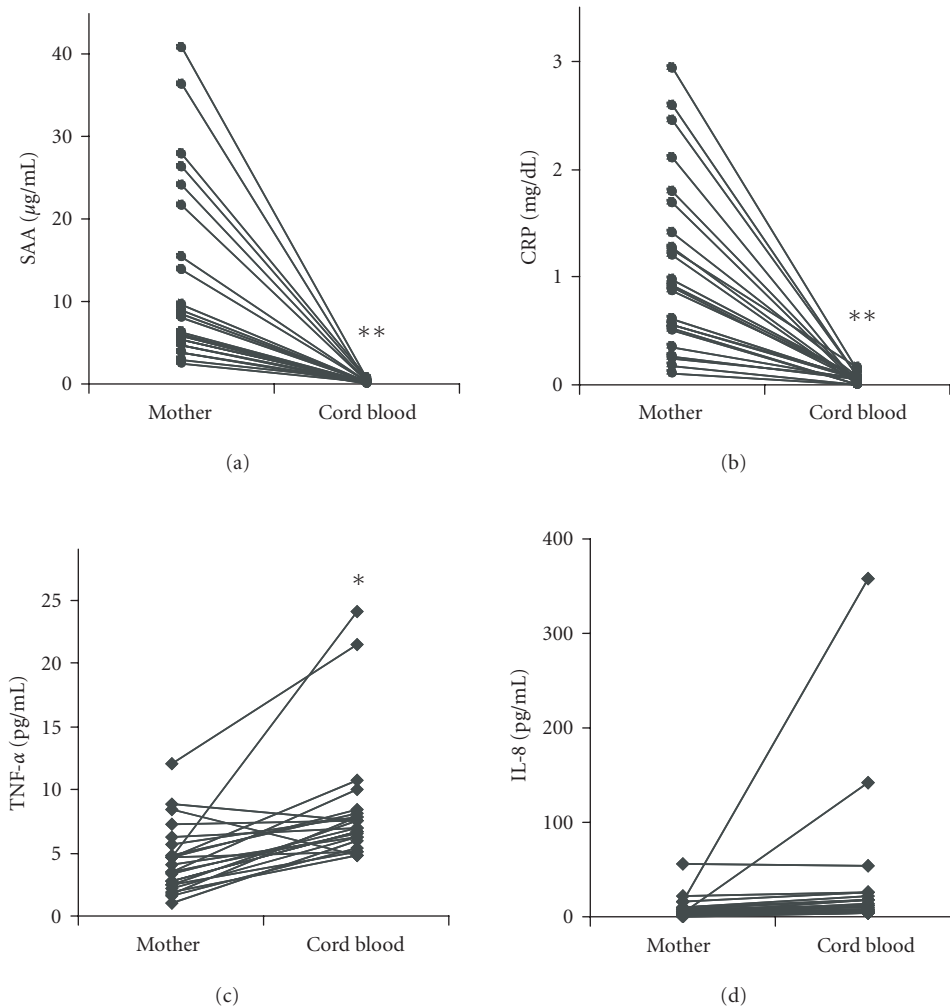 SAA (μg/mL)
40
30
20
10
0
**
Mother Cord blood
(a)
CRP (mg/dL)
3
2
1
0
**
Mother Cord blood
(b)
TNF-α (pg/mL)
25
20
15
10
5
0
*
Mother Cord blood
(c)
IL-8 (pg/mL)
400
300
200
100
0
Mother Cord blood
(d)